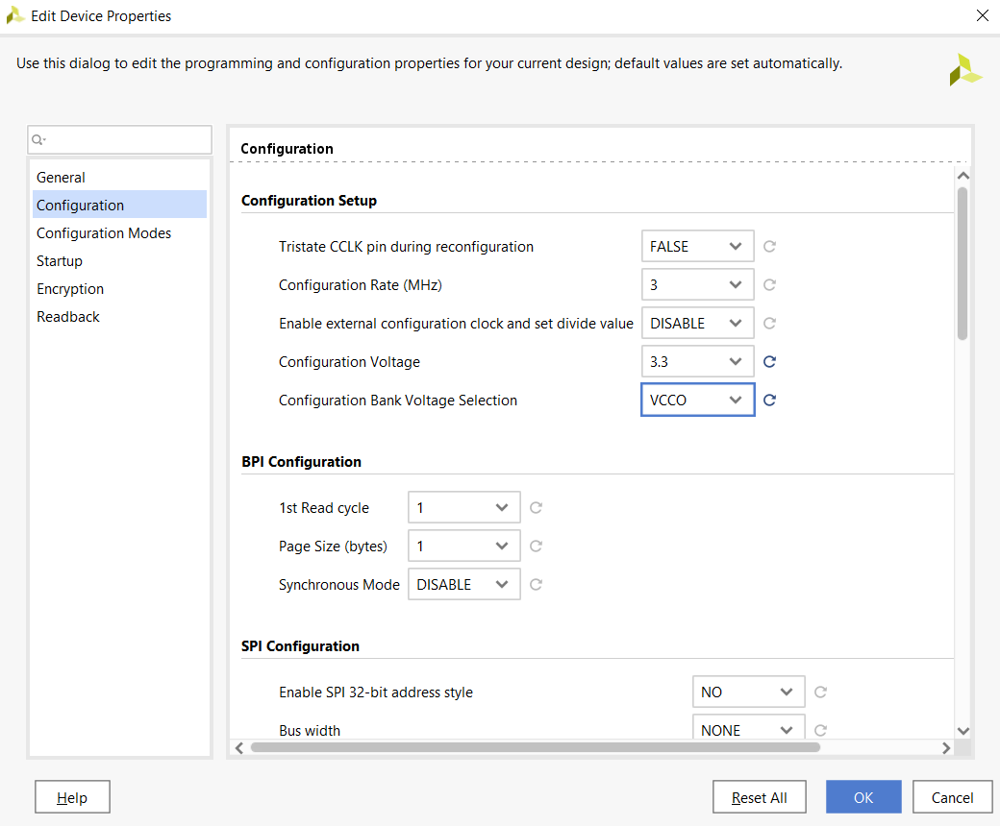 Edit Device Properties
Use this dialog to edit the programming and configuration properties for your current design; default values are set automatically.
General
Configuration
Configuration Modes
Startup
Encryption
Readback
Configuration
Configuration Setup
Tristate CCLK pin during reconfiguration FALSE
Configuration Rate (MHz) 3
Enable external configuration clock and set divide value DISABLE
Configuration Voltage 3.3
Configuration Bank Voltage Selection VCCO
BPI Configuration
1st Read cycle 1
Page Size (bytes) 1
Synchronous Mode DISABLE
SPI Configuration
Enable SPI 32-bit address style NO
Bus width NONE
Help Reset All OK Cancel